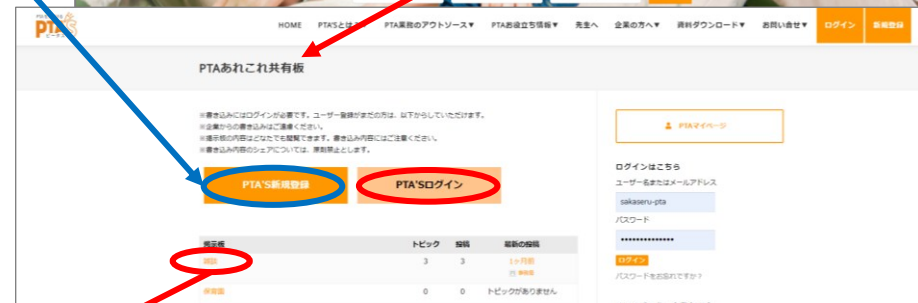 PTA
HOME PTA'Sとは PTA業務のアウトソース▼ PTAお役立ち情報▼ 先生へ 企業の方へ▼ 資料ダウンロード▼ お問い合せ▼ ログイン 新規登録
PTAあれこれ共有板
※書き込みにはログインが必要です。ユーザー登録がまだの方は、以下からしていただけます。
※企業からの書き込みはご遠慮ください。
※掲示板の内容はどなたでも閲覧できます。書き込み内容にはご注意ください。
※書き込み内容のシェアについては、原則禁止とします。
PTA'S新規登録 PTA'Sログイン
掲示板 トピック 投稿 最新の投稿
雑談 3 3 1ヶ月前
保育園 0 0 トピックがありません
PTAマイページ
ログインはこちら
ユーザー名またはメールアドレス
sakaseru-pta
パスワード
••••••••••••••
ログイン
パスワードをお忘れですか？